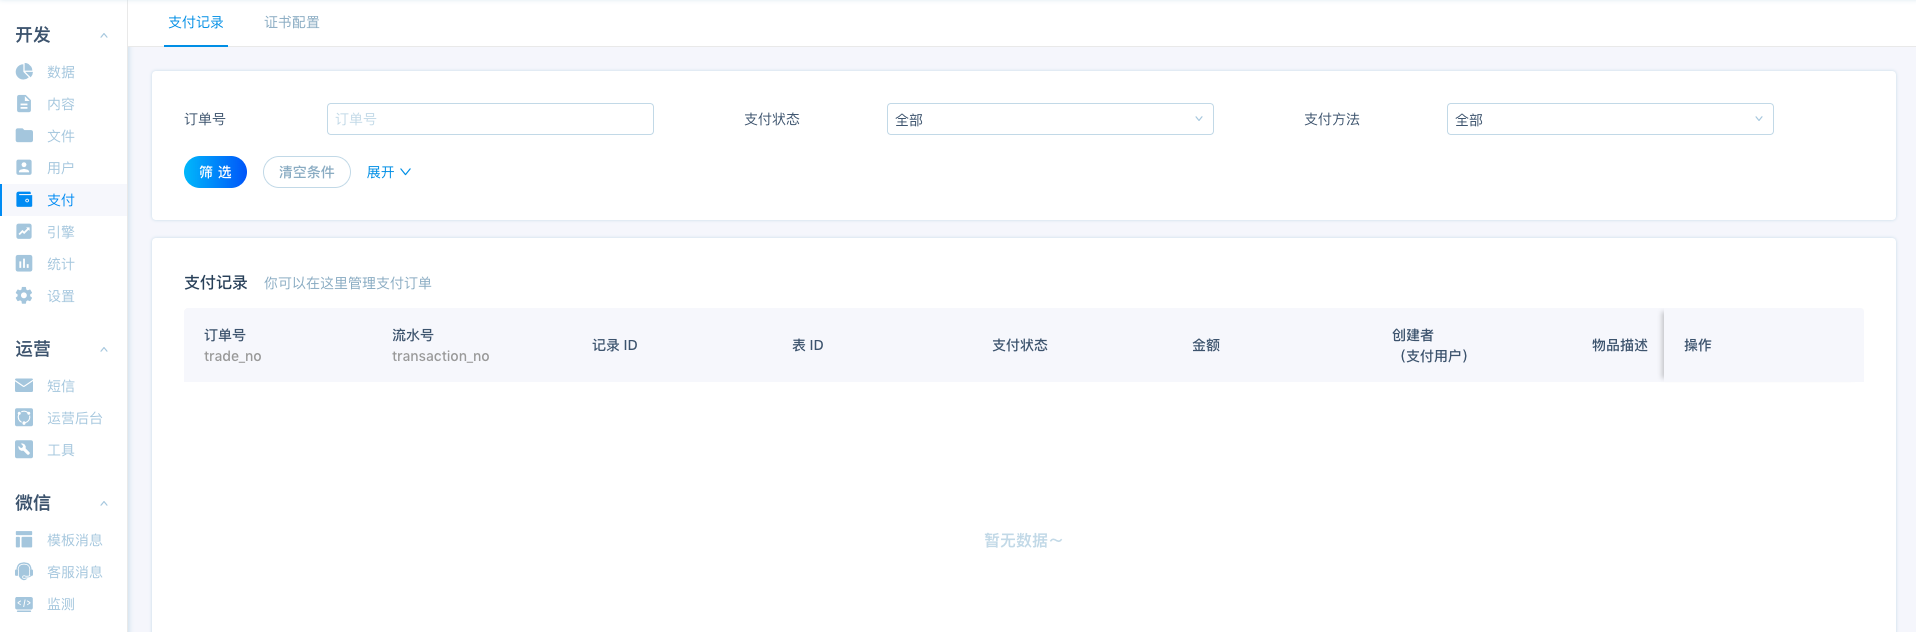 支付记录
证书配置
开发
数据
内容
文件
用户
支付
引擎
统计
设置
运营
短信
运营后台
工具
微信
模板消息
客服消息
监测
订单号
订单号
支付状态
全部
支付方法
全部
筛 选
清空条件
展开
支付记录
你可以在这里管理支付订单
订单号
trade_no
流水号
transaction_no
记录 ID
表 ID
支付状态
金额
创建者
（支付用户）
物品描述
操作
暂无数据～